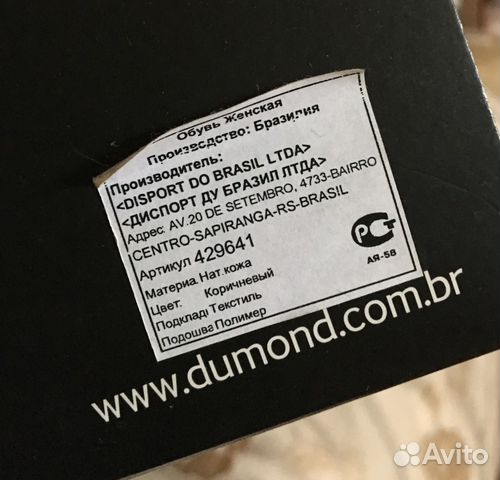 Обувь Женская
Производство: Бразилия
Производитель:
<DISPORT DO BRASIL LTDA>
<ДИСПОРТ ДУ БРАЗИЛ ЛТДА>
Адрес: AV.20 DE SETEMBRO, 4733-BAIRRO
CENTRO-SAPIRANGA-RS-BRASIL
Артикул 429641
Материа. Нат.кожа
Цвет: Коричневый
Подклад Текстиль
Подошва Полимер
РСТ
АЯ-56
www.dumond.com.br
Avito